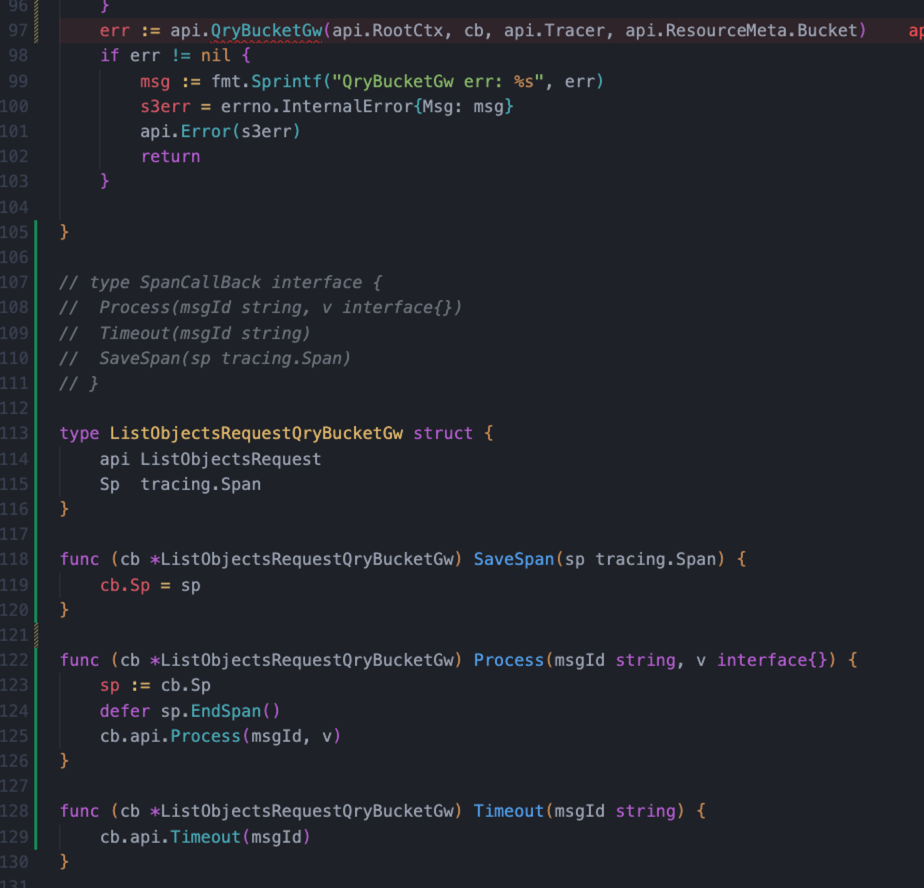 96 }
97 err := api.QryBucketGw(api.RootCtx, cb, api.Tracer, api.ResourceMeta.Bucket) ap
98 if err != nil {
99 msg := fmt.Sprintf("QryBucketGw err: %s", err)
100 s3err = errno.InternalError{Msg: msg}
101 api.Error(s3err)
102 return
103 }
104
105 }
106
107 // type SpanCallBack interface {
108 // Process(msgId string, v interface{})
109 // Timeout(msgId string)
110 // SaveSpan(sp tracing.Span)
111 // }
112
113 type ListObjectsRequestQryBucketGw struct {
114 api ListObjectsRequest
115 Sp tracing.Span
116 }
117
118 func (cb *ListObjectsRequestQryBucketGw) SaveSpan(sp tracing.Span) {
119 cb.Sp = sp
120 }
121
122 func (cb *ListObjectsRequestQryBucketGw) Process(msgId string, v interface{}) {
123 sp := cb.Sp
124 defer sp.EndSpan()
125 cb.api.Process(msgId, v)
126 }
127
128 func (cb *ListObjectsRequestQryBucketGw) Timeout(msgId string) {
129 cb.api.Timeout(msgId)
130 }
131